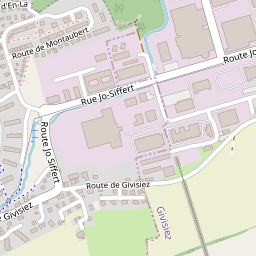 d'En-La
Route de Montaubert
Route Jo
Rue Jo-Siffert
Route Jo Siffert
Route de Givisiez
Givisiez
Givisiez